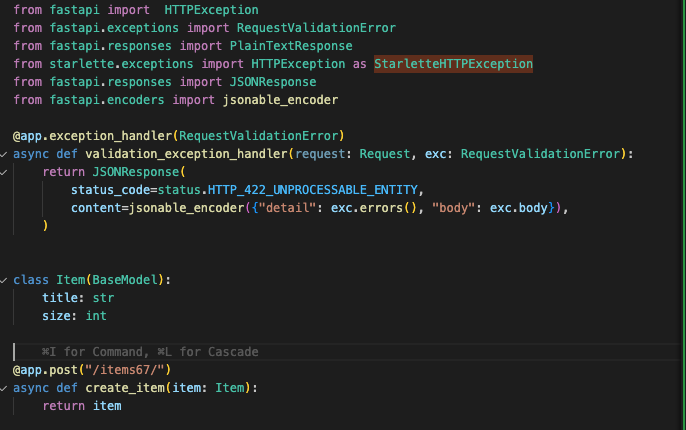 from fastapi import  HTTPException
from fastapi.exceptions import RequestValidationError
from fastapi.responses import PlainTextResponse
from starlette.exceptions import HTTPException as StarletteHTTPException
from fastapi.responses import JSONResponse
from fastapi.encoders import jsonable_encoder

@app.exception_handler(RequestValidationError)
async def validation_exception_handler(request: Request, exc: RequestValidationError):
    return JSONResponse(
        status_code=status.HTTP_422_UNPROCESSABLE_ENTITY,
        content=jsonable_encoder({"detail": exc.errors(), "body": exc.body}),
    )


class Item(BaseModel):
    title: str
    size: int

    ⌘I for Command, ⌘L for Cascade
@app.post("/items67/")
async def create_item(item: Item):
    return item